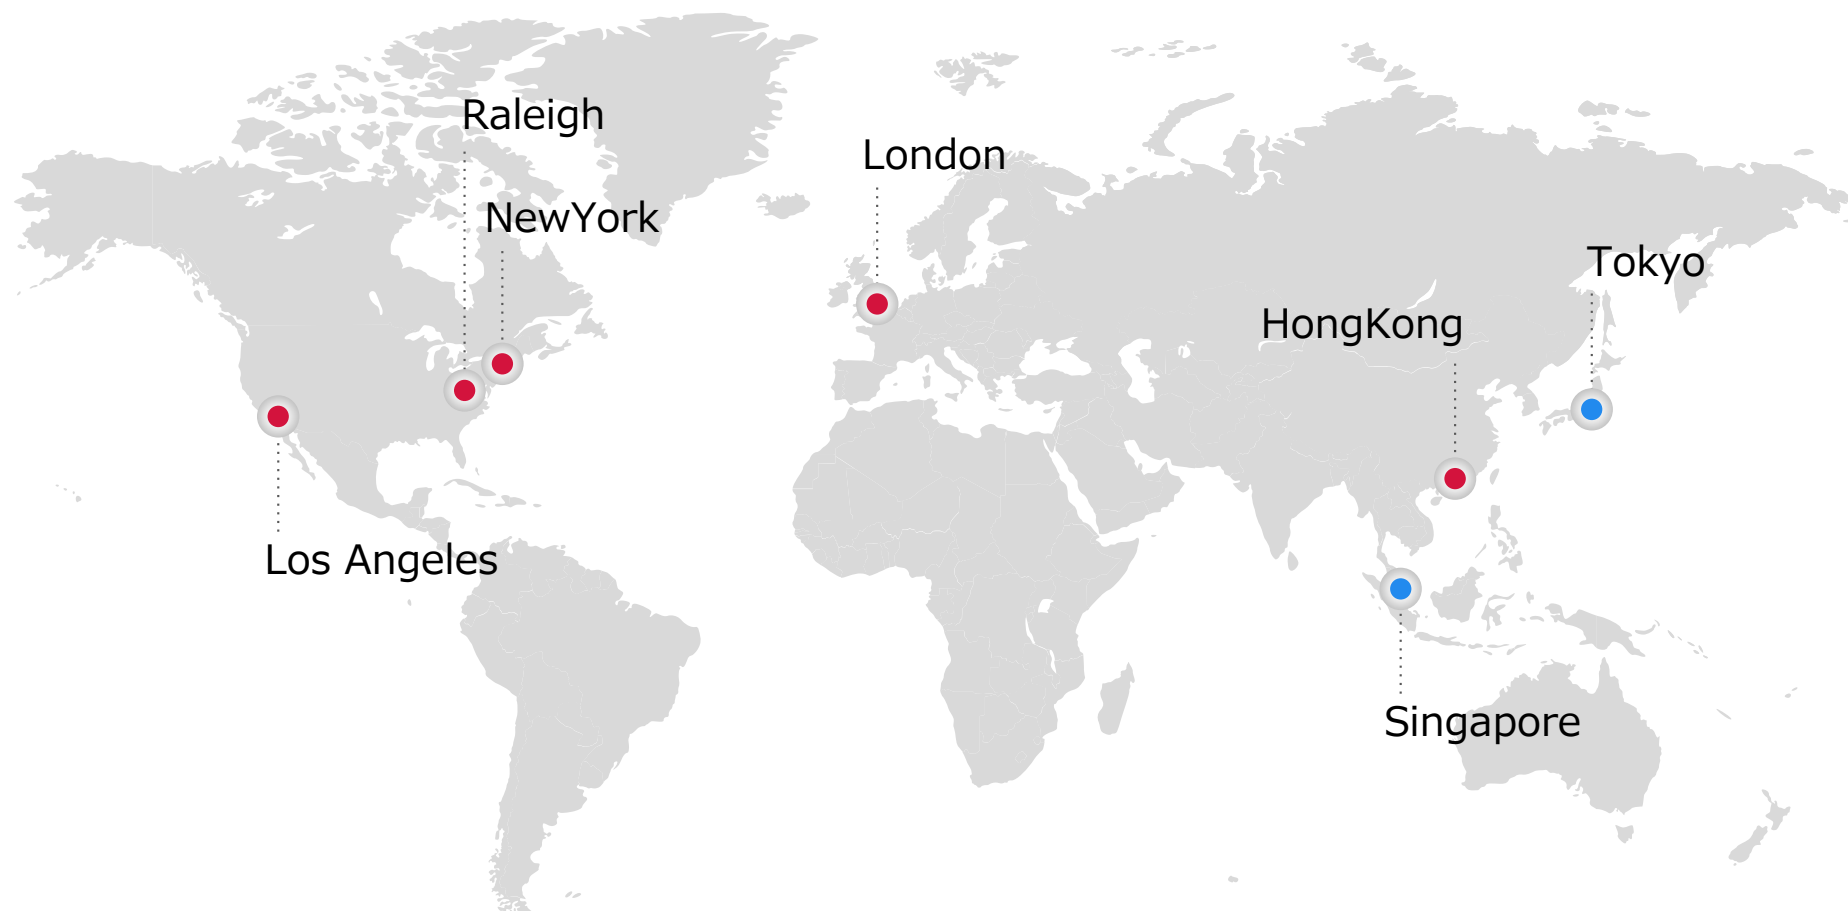 Raleigh
London
NewYork
Tokyo
HongKong
Los Angeles
Singapore